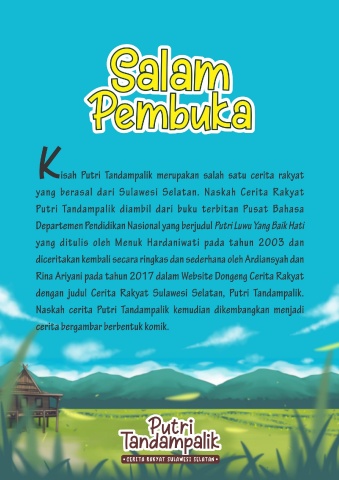 Salam
Pembuka
Kisah Putri Tandampalik merupakan salah satu cerita rakyat
yang berasal dari Sulawesi Selatan. Naskah Cerita Rakyat
Putri Tandampalik diambil dari buku terbitan Pusat Bahasa
Departemen Pendidikan Nasional yang berjudul Putri Luwu Yang Baik Hati
yang ditulis oleh Menuk Hardaniwati pada tahun 2003 dan
diceritakan kembali secara ringkas dan sederhana oleh Ardiansyah dan
Rina Ariyani pada tahun 2017 dalam Website Dongeng Cerita Rakyat
dengan judul Cerita Rakyat Sulawesi Selatan, Putri Tandampalik.
Naskah cerita Putri Tandampalik kemudian dikembangkan menjadi
cerita bergambar berbentuk komik.
Putri
Tandampalik
• CERITA RAKYAT SULAWESI SELATAN •